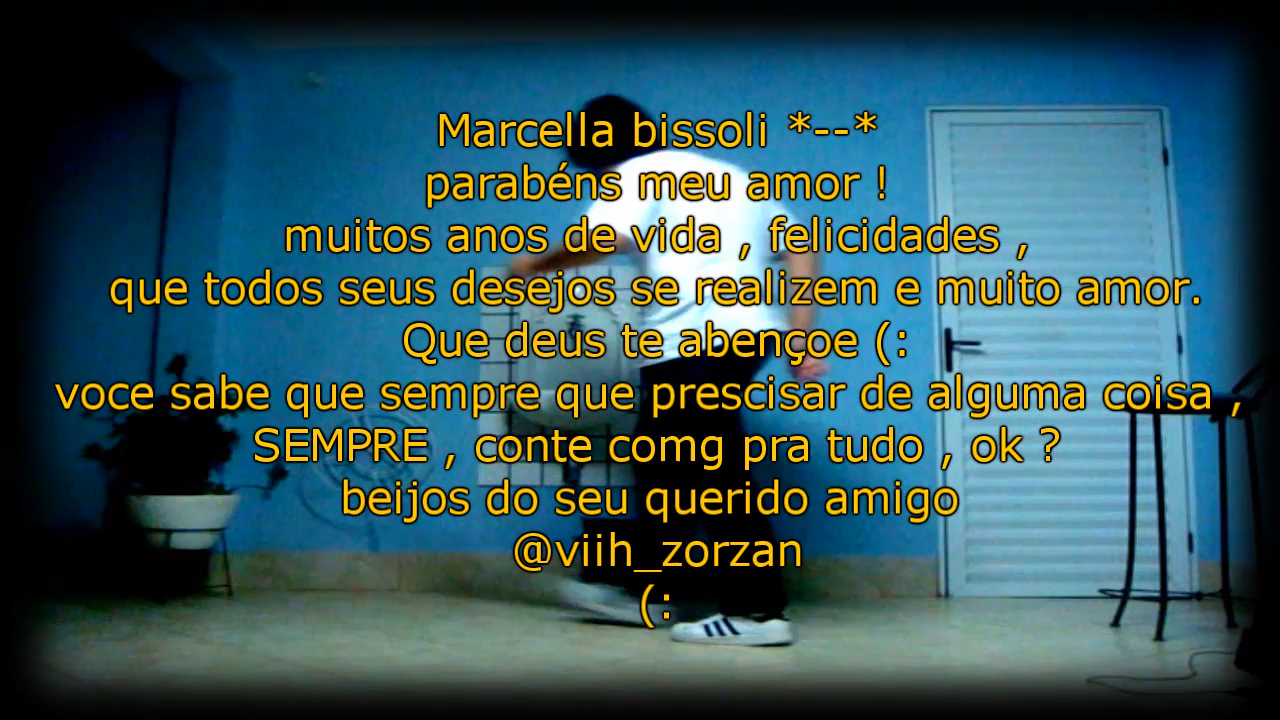 Marcella bissoli *--*
parabéns meu amor !
muitos anos de vida , felicidades ,
que todos seus desejos se realizem e muito amor.
Que deus te abençoe (:
voce sabe que sempre que prescisar de alguma coisa ,
SEMPRE , conte comg pra tudo , ok ?
beijos do seu querido amigo
@viih_zorzan
(: